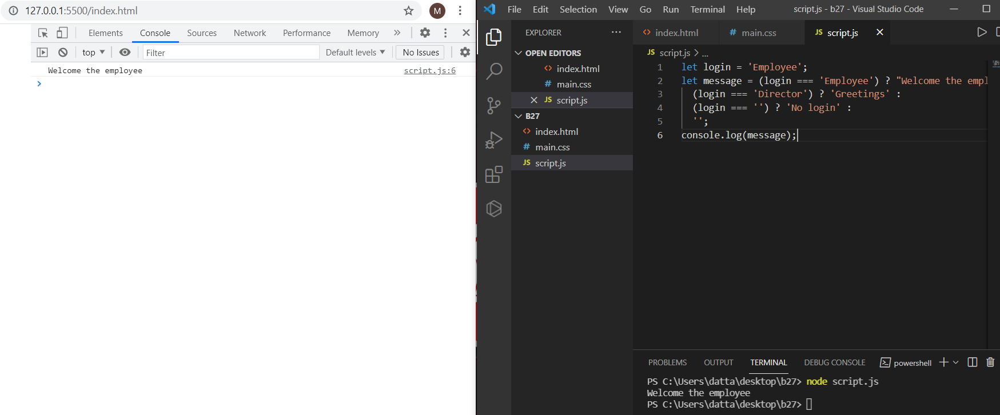 127.0.0.1:5500/index.html
M
Elements Console Sources Network Performance Memory »
top Filter Default levels No Issues
Welcome the employee script.js:6
>
File Edit Selection View Go Run Terminal Help script.js - b27 - Visual Studio Code
EXPLORER ...
OPEN EDITORS
<> index.html
# main.css
JS script.js
B27
<> index.html
# main.css
JS script.js
<> index.html # main.css JS script.js
JS script.js > ...
1 let login = 'Employee';
2 let message = (login === 'Employee') ? "Welcome the empl
3 (login === 'Director') ? 'Greetings' :
4 (login === '') ? 'No login' :
5 '';
6 console.log(message);
PROBLEMS OUTPUT TERMINAL DEBUG CONSOLE powershell
PS C:\Users\datta\desktop\b27> node script.js
Welcome the employee
PS C:\Users\datta\desktop\b27>